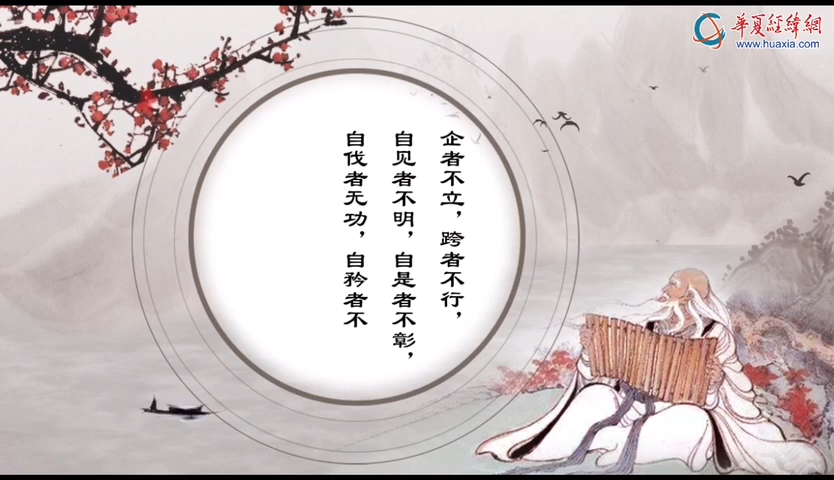 華夏經緯網
www.huaxia.com
企者不立，跨者不行，
自见者不明，自是者不彰，
自伐者无功，自矜者不